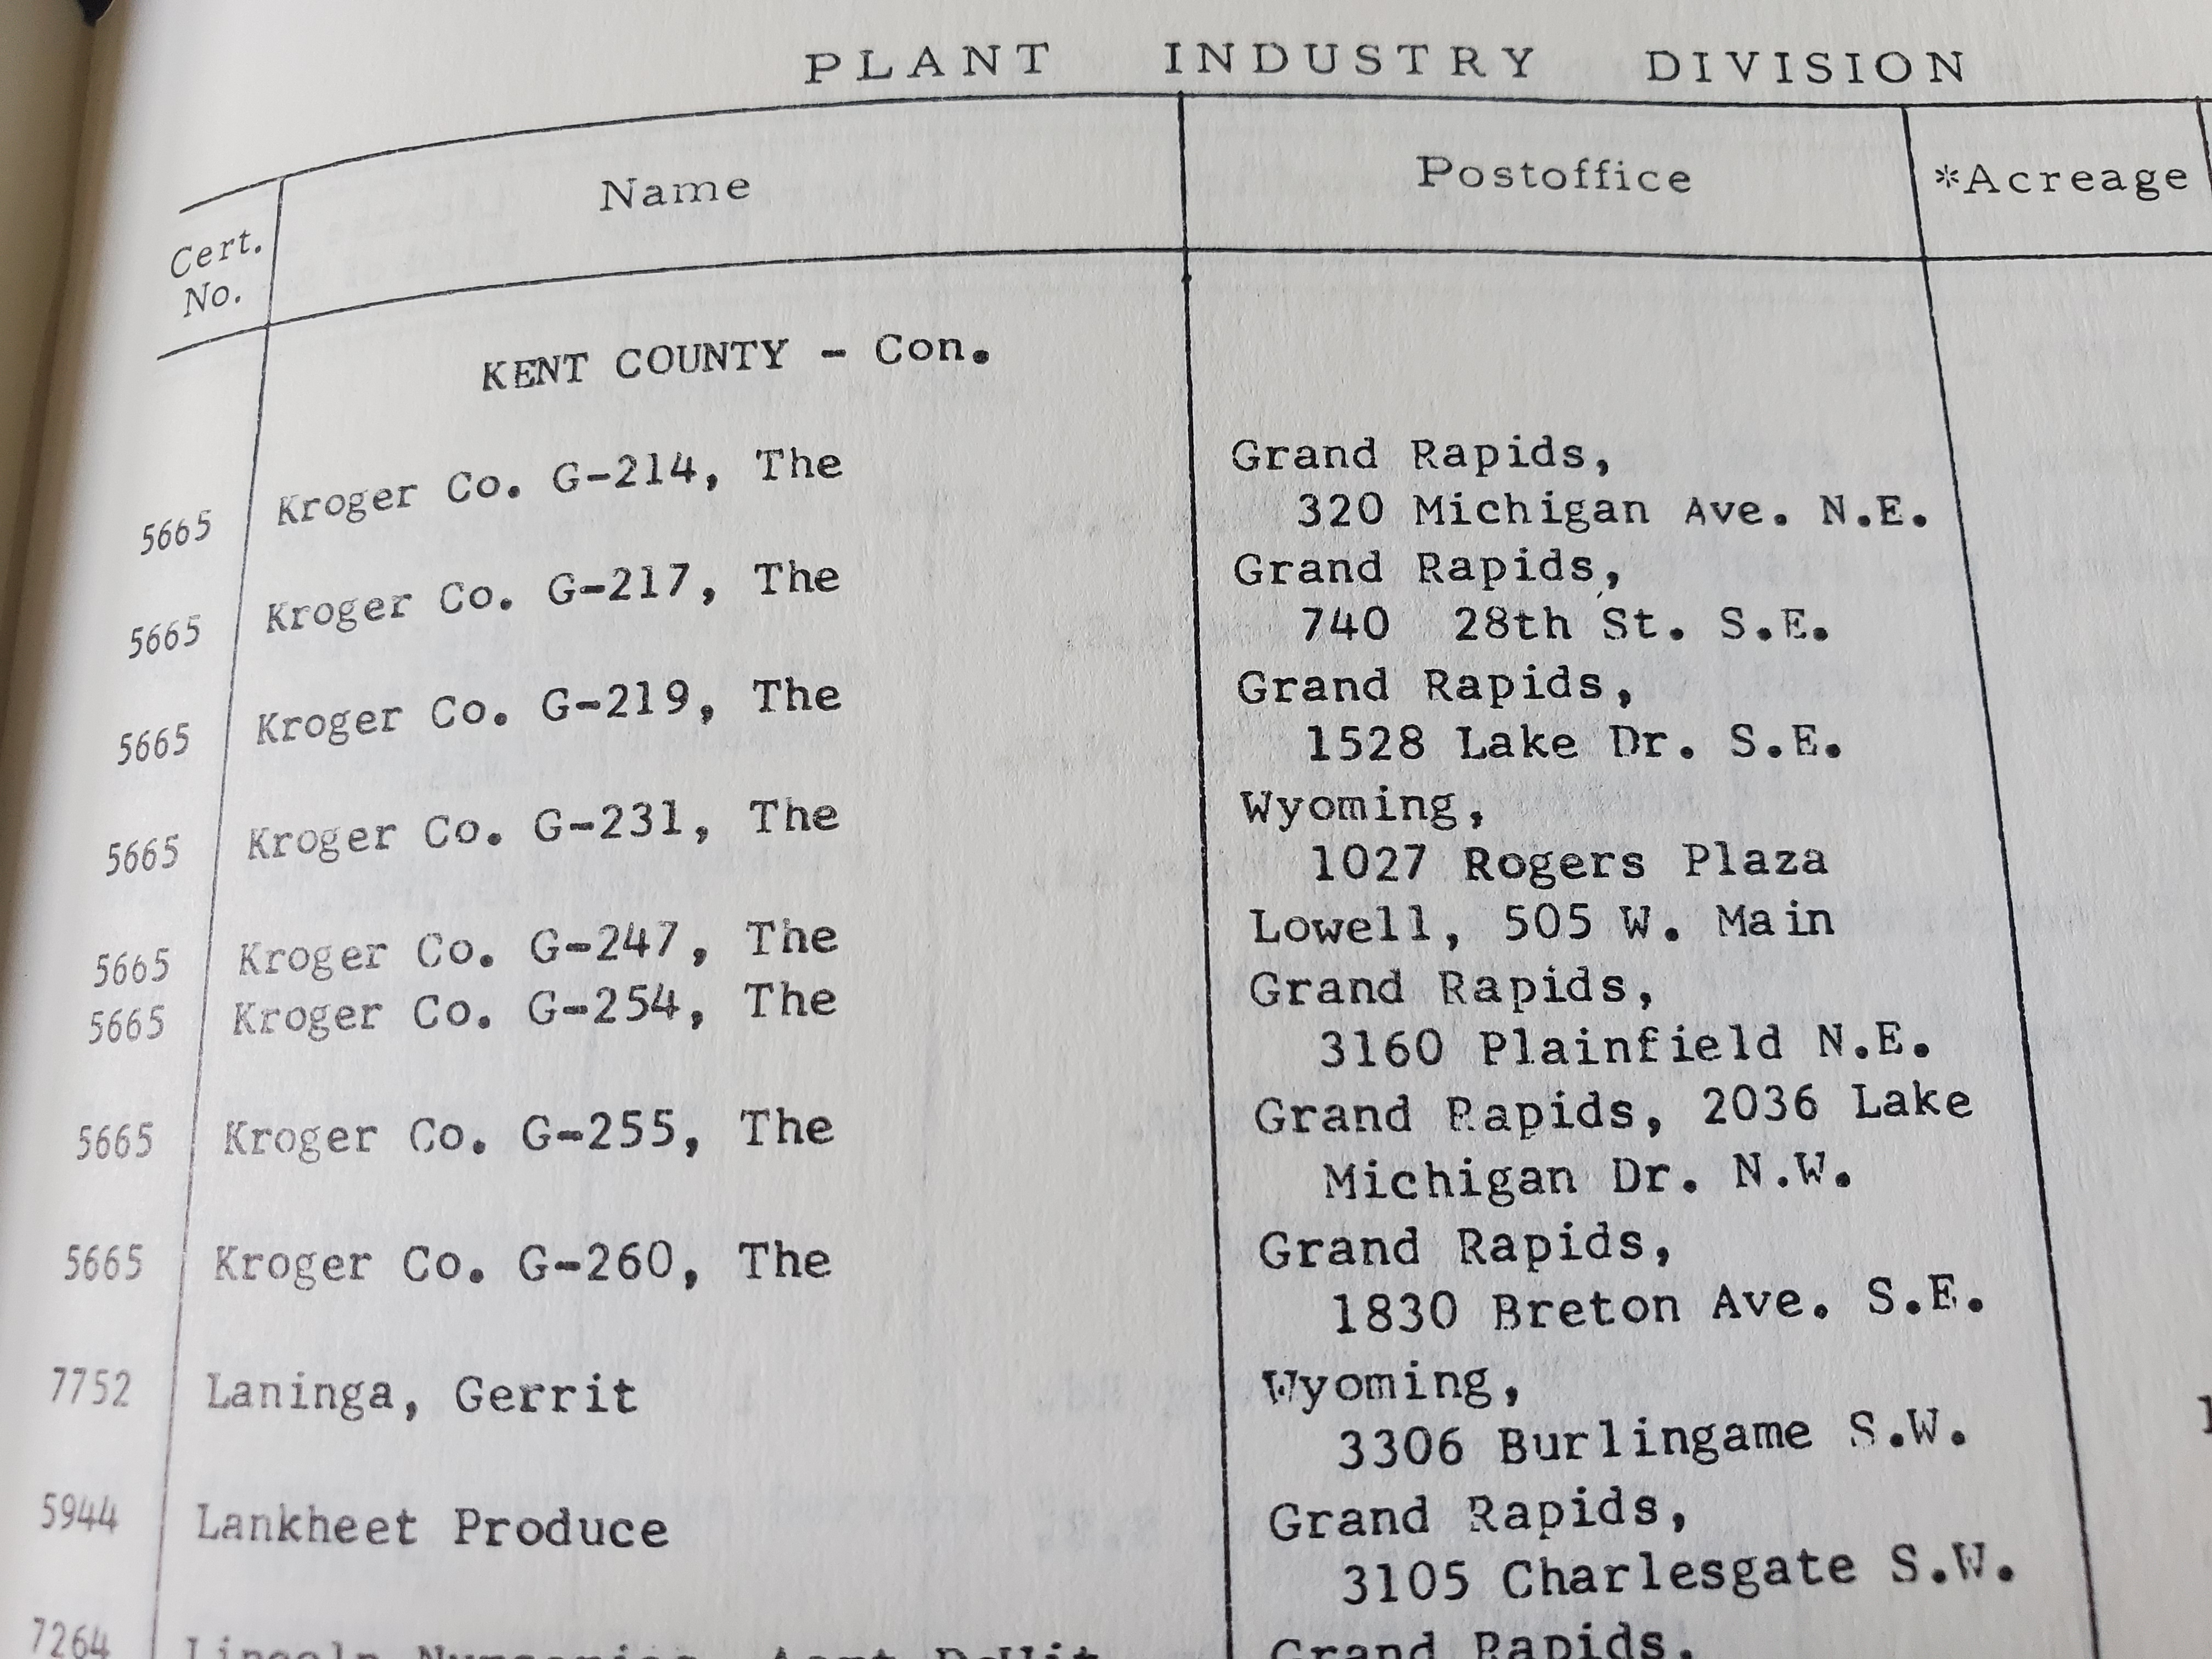 PLANT INDUSTRY DIVISION
Cert. No. Name Postoffice *Acreage
KENT COUNTY - Con.
5665 Kroger Co. G-214, The Grand Rapids,
320 Michigan Ave. N.E.
5665 Kroger Co. G-217, The Grand Rapids,
740 28th St. S.E.
5665 Kroger Co. G-219, The Grand Rapids,
1528 Lake Dr. S.E.
5665 Kroger Co. G-231, The Wyoming,
1027 Rogers Plaza
5665 Kroger Co. G-247, The Lowell, 505 W. Main
5665 Kroger Co. G-254, The Grand Rapids,
3160 Plainfield N.E.
5665 Kroger Co. G-255, The Grand Rapids, 2036 Lake
Michigan Dr. N.W.
5665 Kroger Co. G-260, The Grand Rapids,
1830 Breton Ave. S.E.
7752 Laninga, Gerrit Wyoming,
3306 Burlingame S.W.
5944 Lankheet Produce Grand Rapids,
3105 Charlesgate S.W.
7264 Lincoln Grand Rapids,